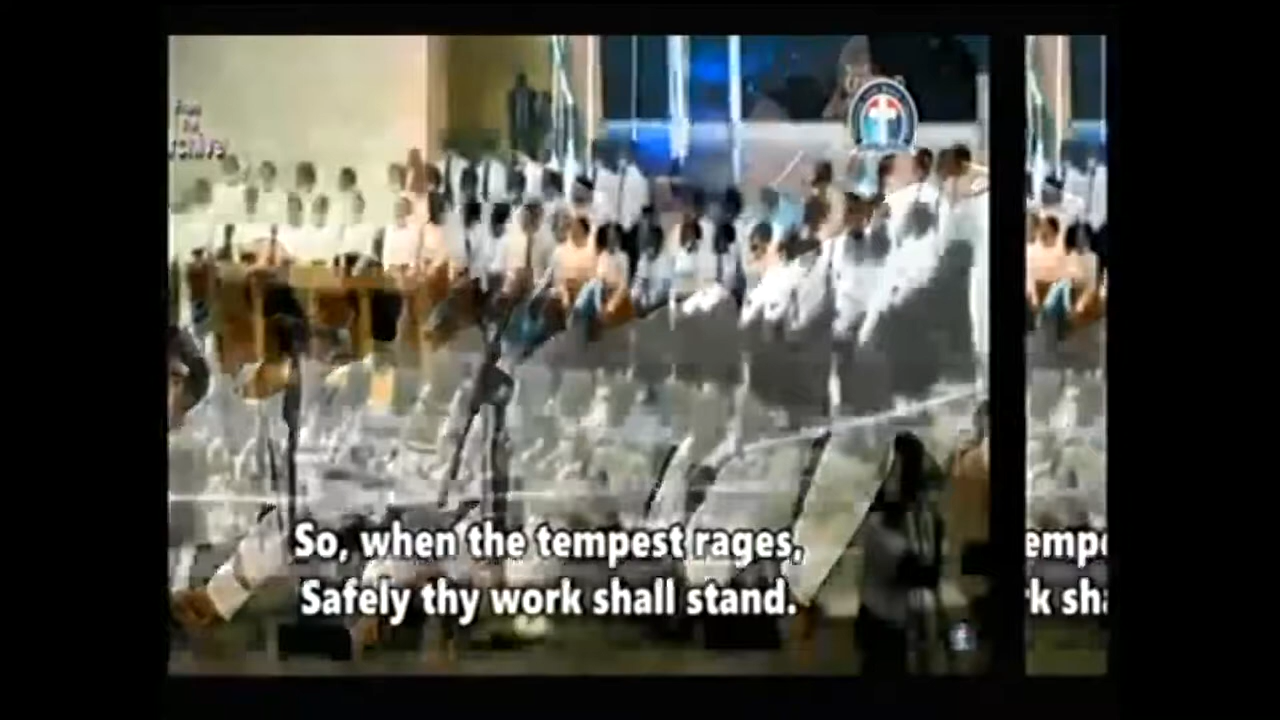 So, when the tempest rages,
Safely thy work shall stand.